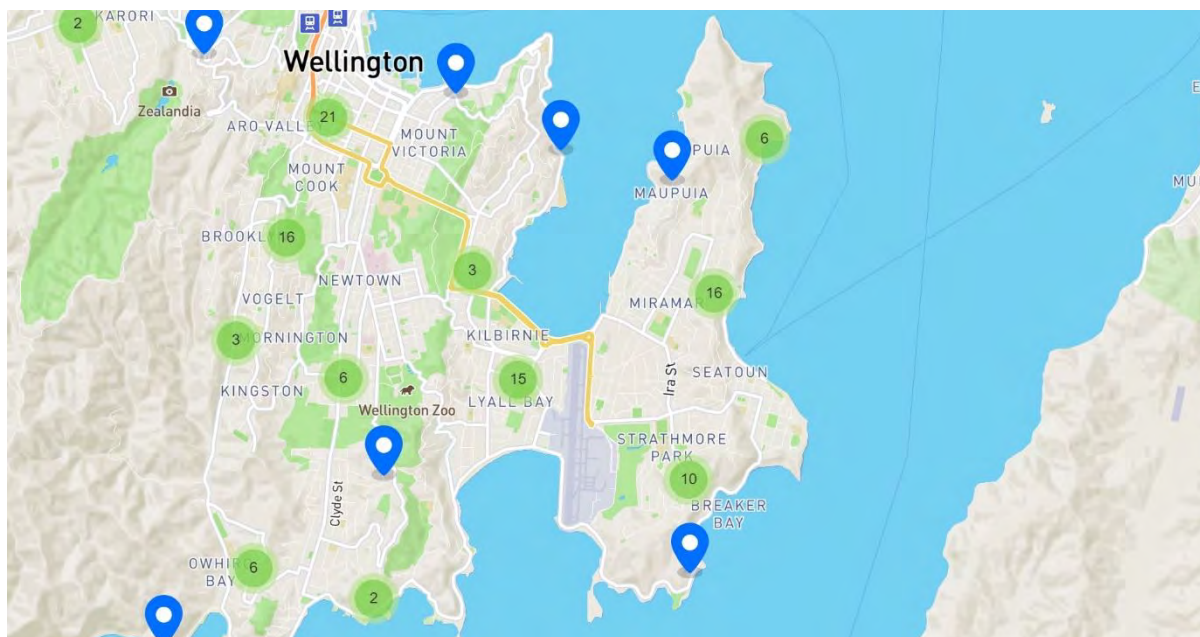 2
KARORI
Wellington
Zealandia
21
ARO VALLEY
MOUNT
VICTORIA
6
PUIA
MOUNT
COOK
MAUPUIA
BROOKLYN
16
3
NEWTOWN
VOGELT
MIRAMAR
16
3
MORNINGTON
KILBIRNIE
6
15
KINGSTON
LYALL BAY
Ira St
SEATOUN
Wellington Zoo
STRATHMORE
PARK
10
Clyde St
BREAKER
BAY
OWHIRO
BAY
6
2